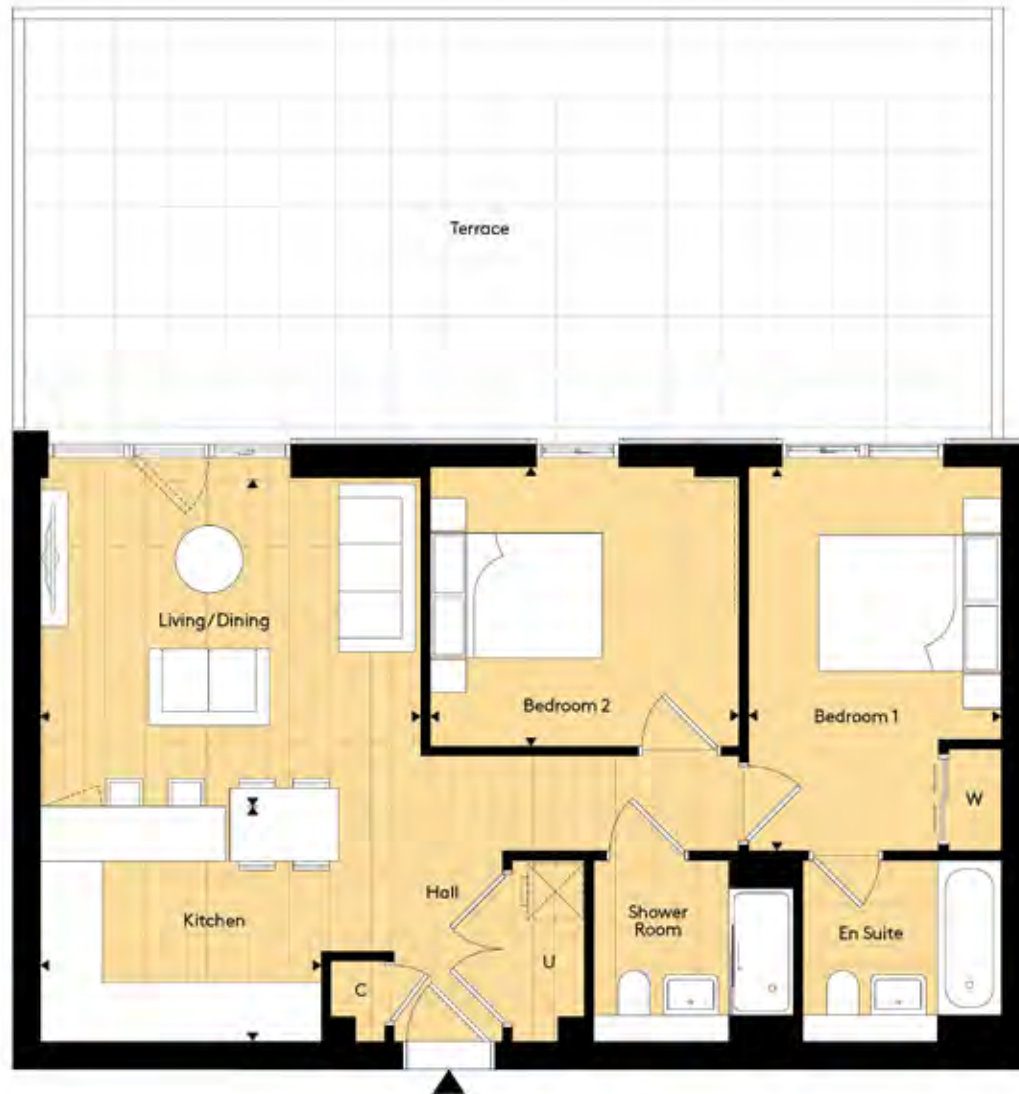 Terrace
Living/Dining
Bedroom 2
Bedroom 1
W
Hall
Kitchen
Shower
Room
En Suite
C
U